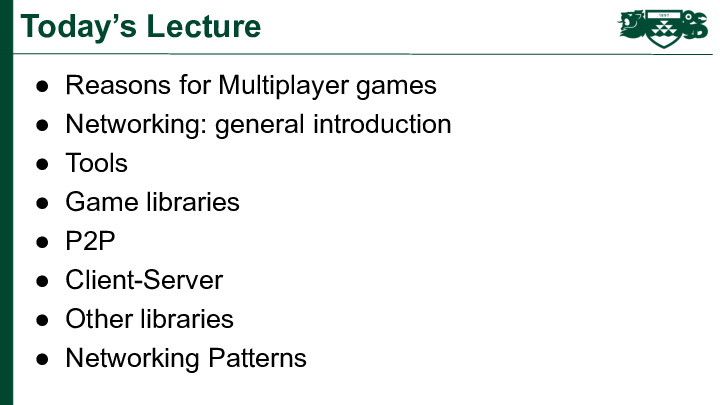 Today’s Lecture
● Reasons for Multiplayer games
● Networking: general introduction
● Tools
● Game libraries
● P2P
● Client-Server
● Other libraries
● Networking Patterns